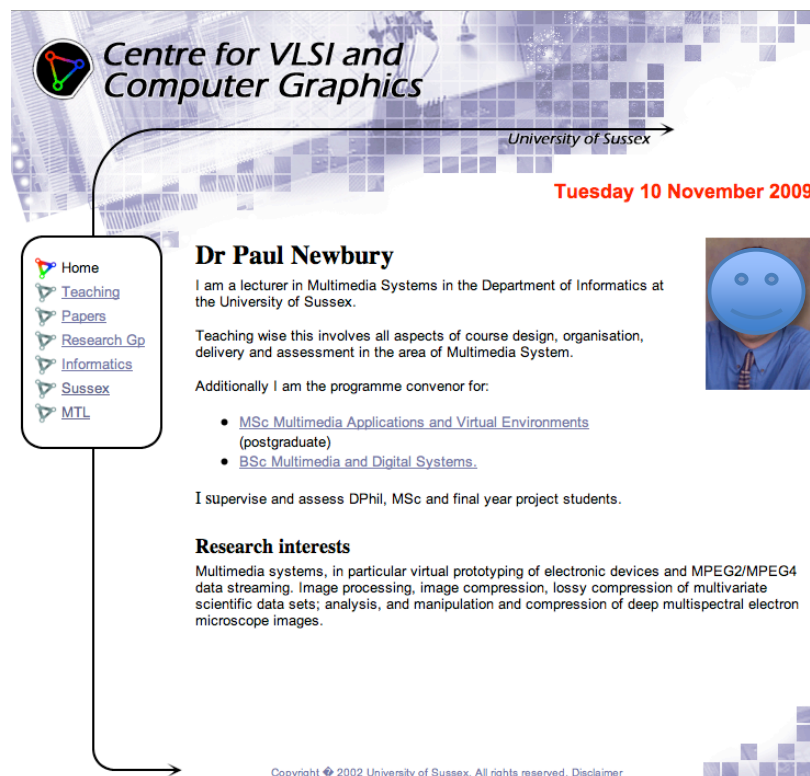 Centre for VLSI and
Computer Graphics
University of Sussex
Tuesday 10 November 2009
Home
Teaching
Papers
Research Gp
Informatics
Sussex
MTL
Dr Paul Newbury
I am a lecturer in Multimedia Systems in the Department of Informatics at
the University of Sussex.
Teaching wise this involves all aspects of course design, organisation,
delivery and assessment in the area of Multimedia System.
Additionally I am the programme convenor for:
MSc Multimedia Applications and Virtual Environments
(postgraduate)
BSc Multimedia and Digital Systems.
I supervise and assess DPhil, MSc and final year project students.
Research interests
Multimedia systems, in particular virtual prototyping of electronic devices and MPEG2/MPEG4
data streaming. Image processing, image compression, lossy compression of multivariate
scientific data sets; analysis, and manipulation and compression of deep multispectral electron
microscope images.
Copyright � 2002 University of Sussex. All rights reserved. Disclaimer